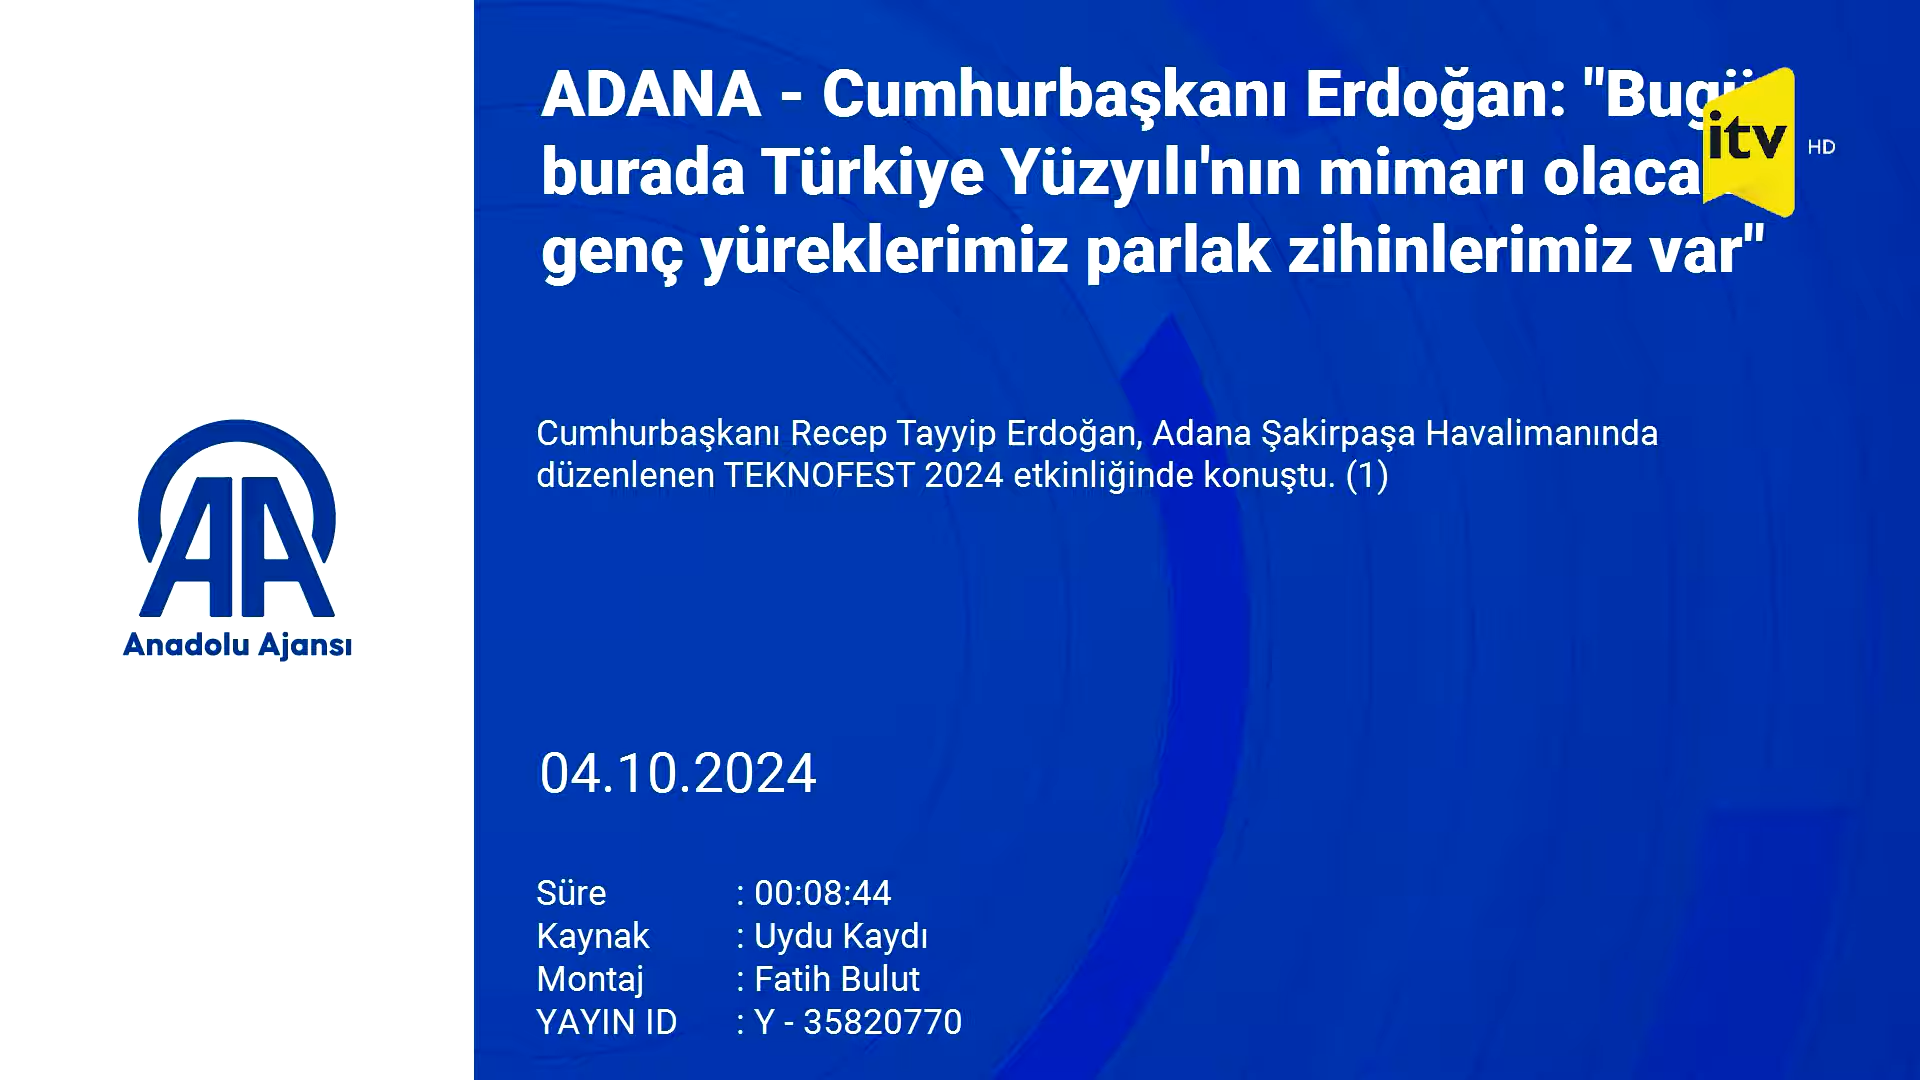 ADANA - Cumhurbaşkanı Erdoğan: "Bugü
burada Türkiye Yüzyılı'nın mimarı olaca
genç yüreklerimiz parlak zihinlerimiz var"
itv HD
Cumhurbaşkanı Recep Tayyip Erdoğan, Adana Şakirpaşa Havalimanında
düzenlenen TEKNOFEST 2024 etkinliğinde konuştu. (1)
AA
Anadolu Ajansı
04.10.2024
Süre : 00:08:44
Kaynak : Uydu Kaydı
Montaj : Fatih Bulut
YAYIN ID : Y - 35820770